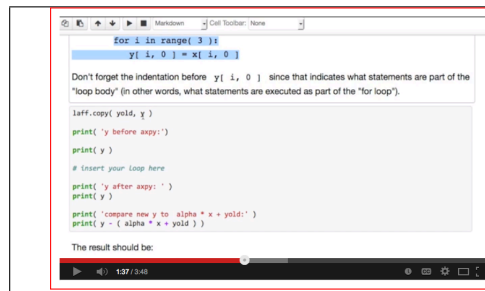 Markdown
Cell Toolbar: None
for i in range( 3 ):
y[ i, 0 ] = x[ i, 0 ]
Don't forget the indentation before y[ i, 0 ] since that indicates what statements are part of the
"loop body" (in other words, what statements are executed as part of the "for loop").
laff.copy( yold, y )
print( 'y before axpy:')
print( y )
# insert your loop here
print( 'y after axpy: ' )
print( y )
print( 'compare new y to alpha * x + yold:' )
print( y - ( alpha * x + yold ) )
The result should be:
1:37 / 3:48